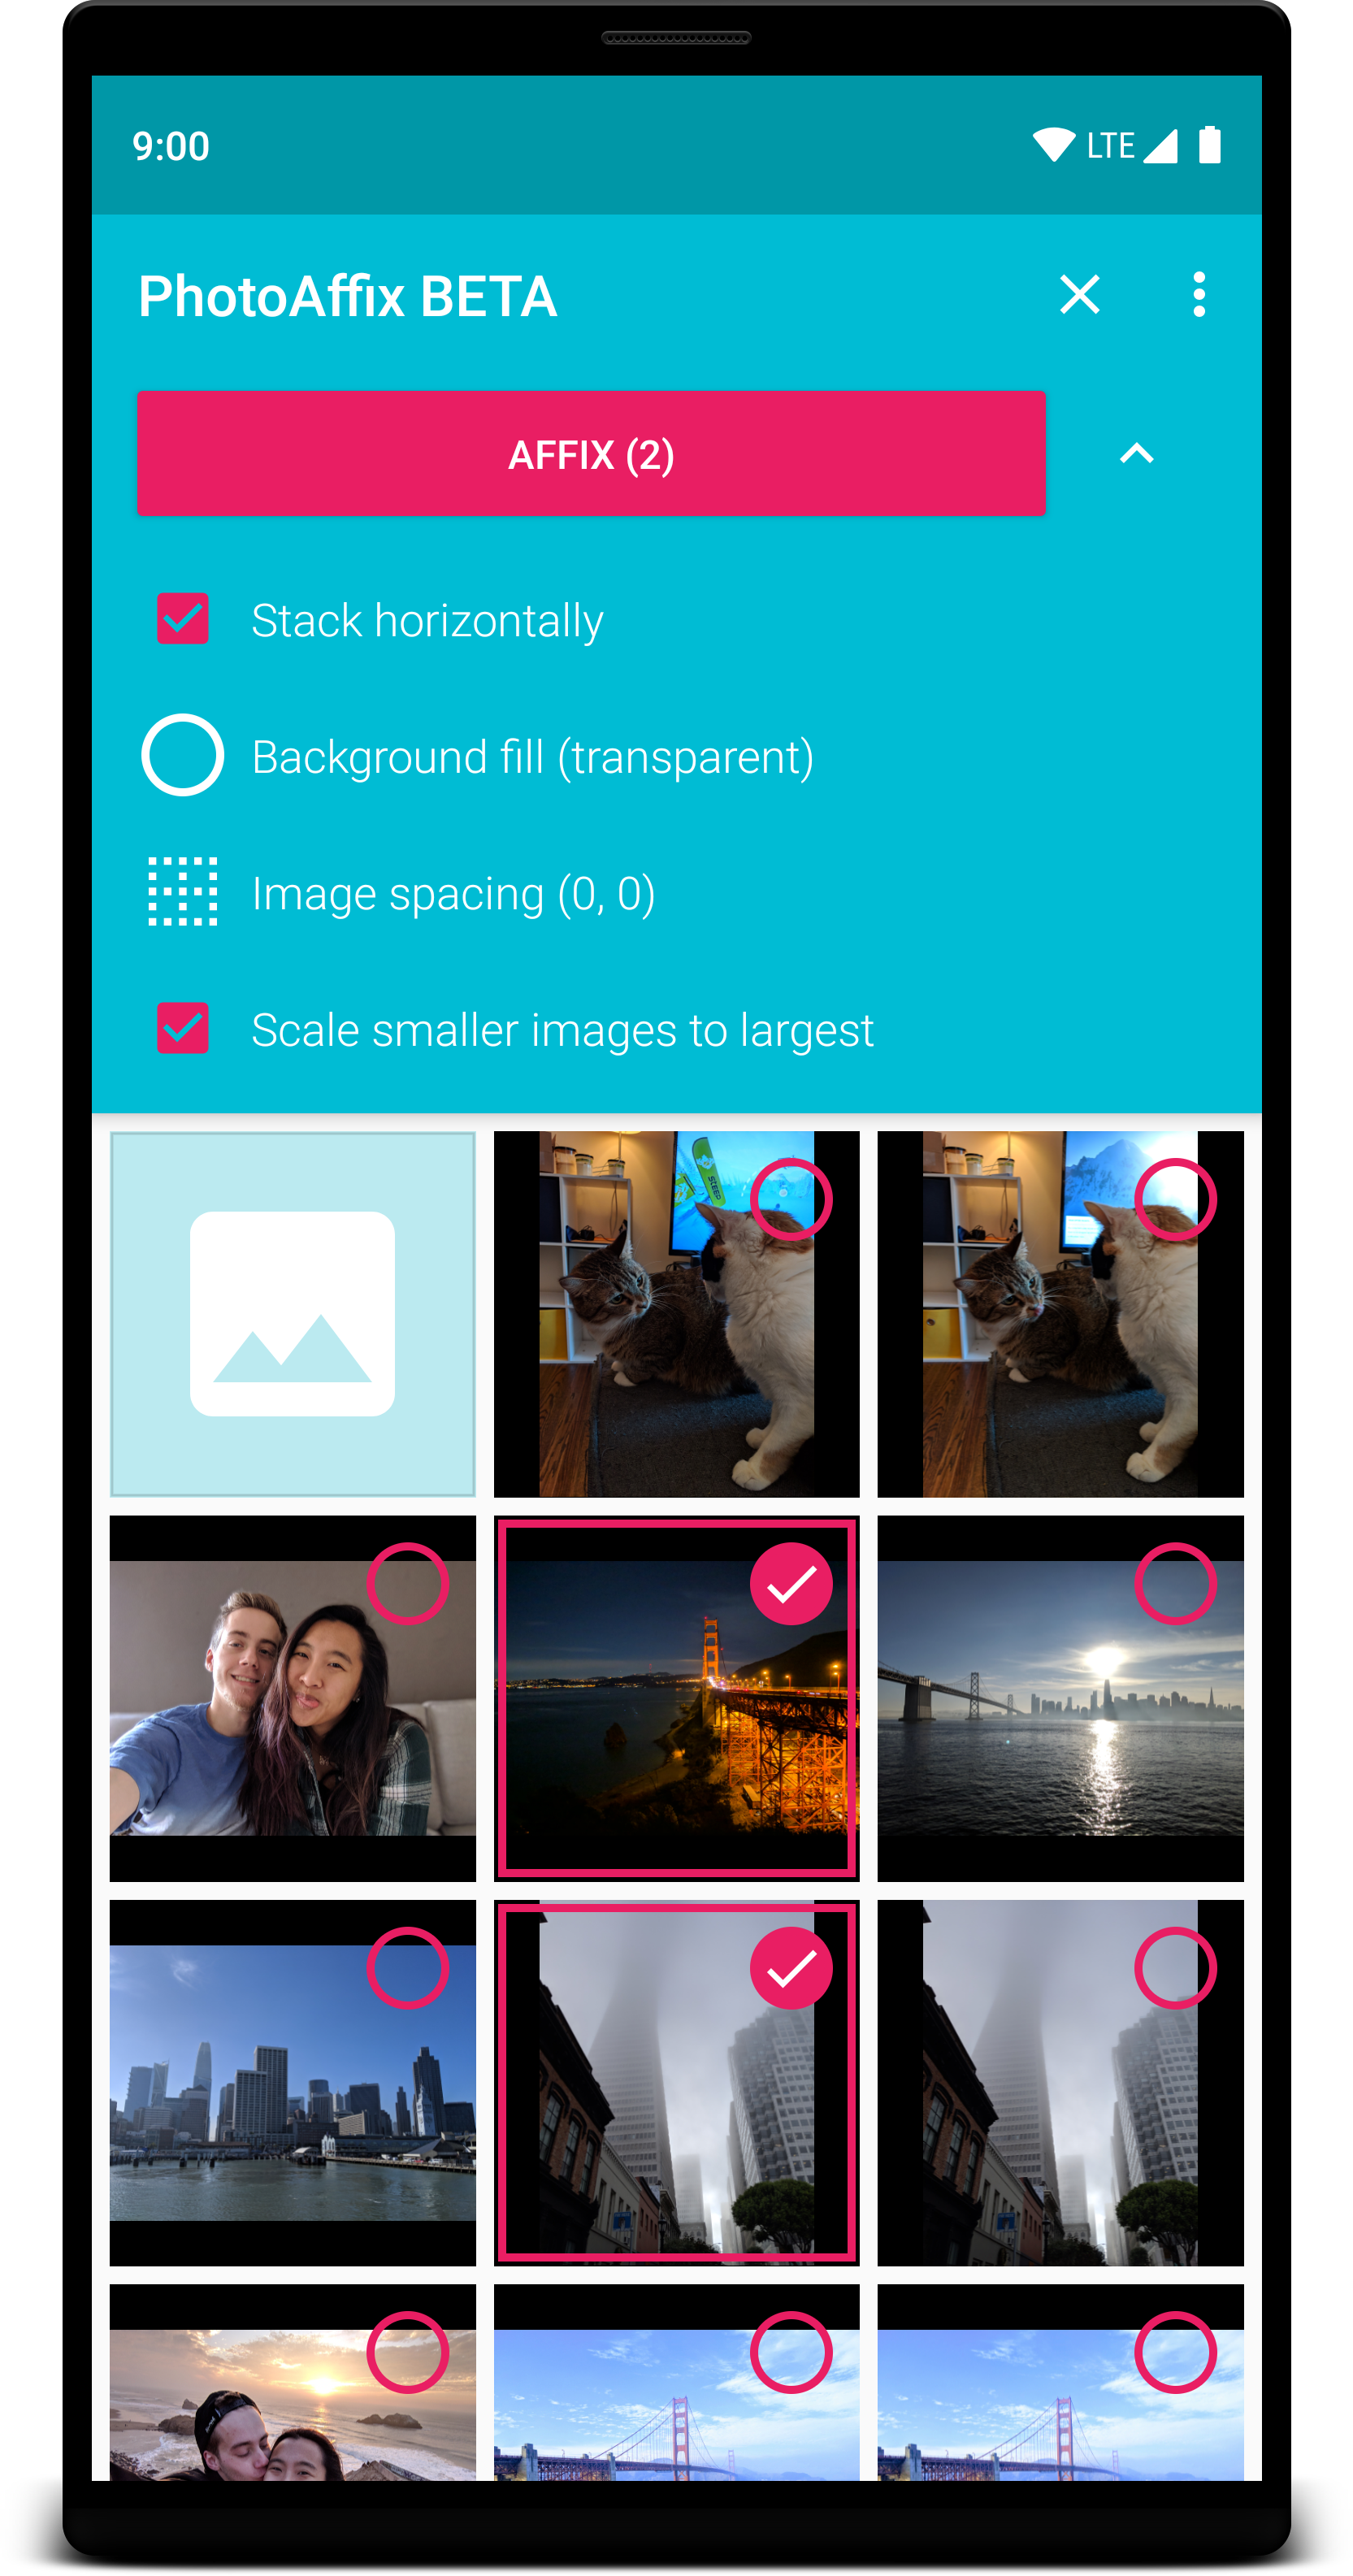 9:00 LTE
PhotoAffix BETA
AFFIX (2)
Stack horizontally
Background fill (transparent)
Image spacing (0, 0)
Scale smaller images to largest
STEEP